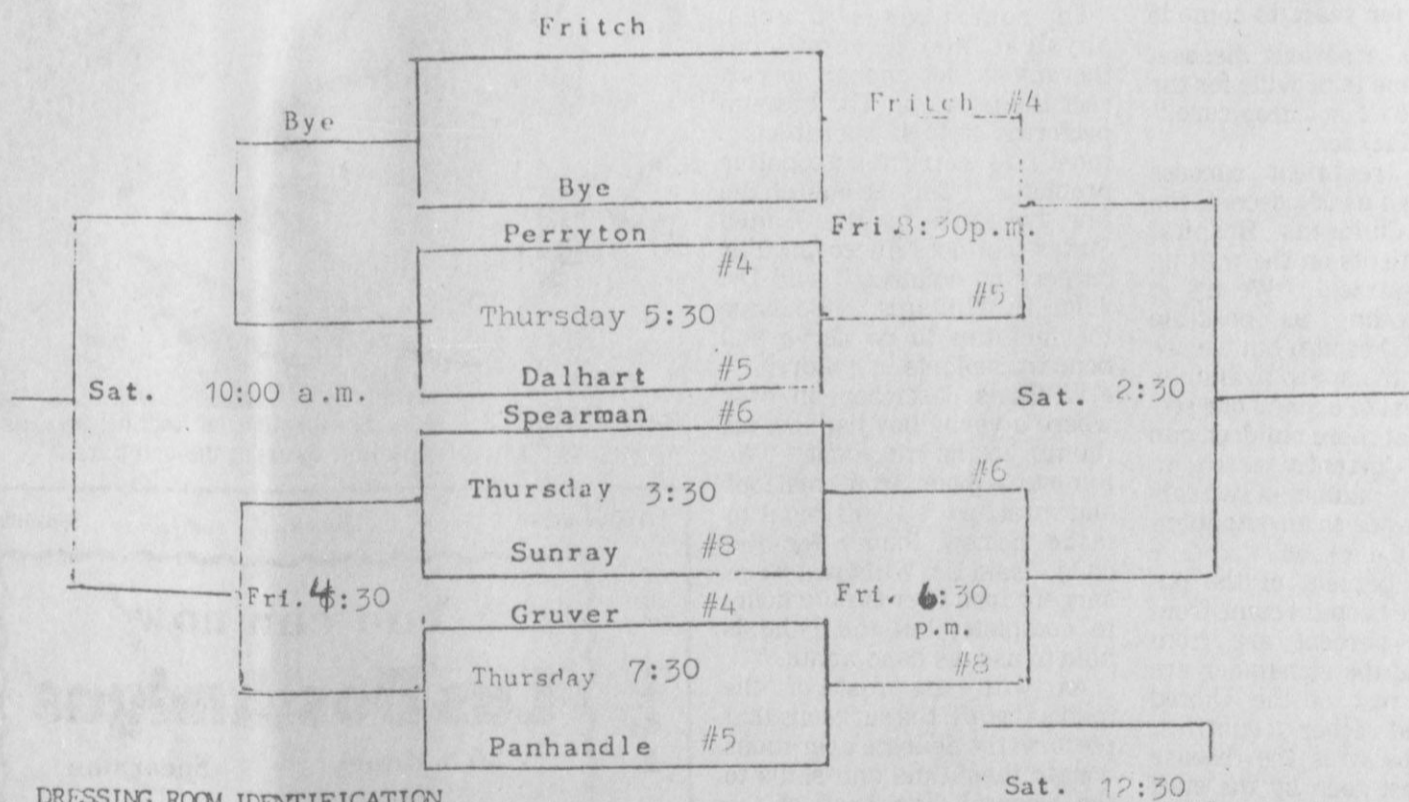 Fritch
Fritch #4
Bye
Bye
Fri. 8:30p.m.
Perryton
#4
#5
Thursday 5:30
Dalhart #5
Sat. 10:00 a.m.
Sat. 2:30
Spearman #6
#6
Thursday 3:30
Sunray #8
Fri. 4:30
Fri. 6:30
p.m.
Gruver #4
#8
Thursday 7:30
Panhandle #5
Sat. 12:30
DRESSING ROOM IDENTIFICATION